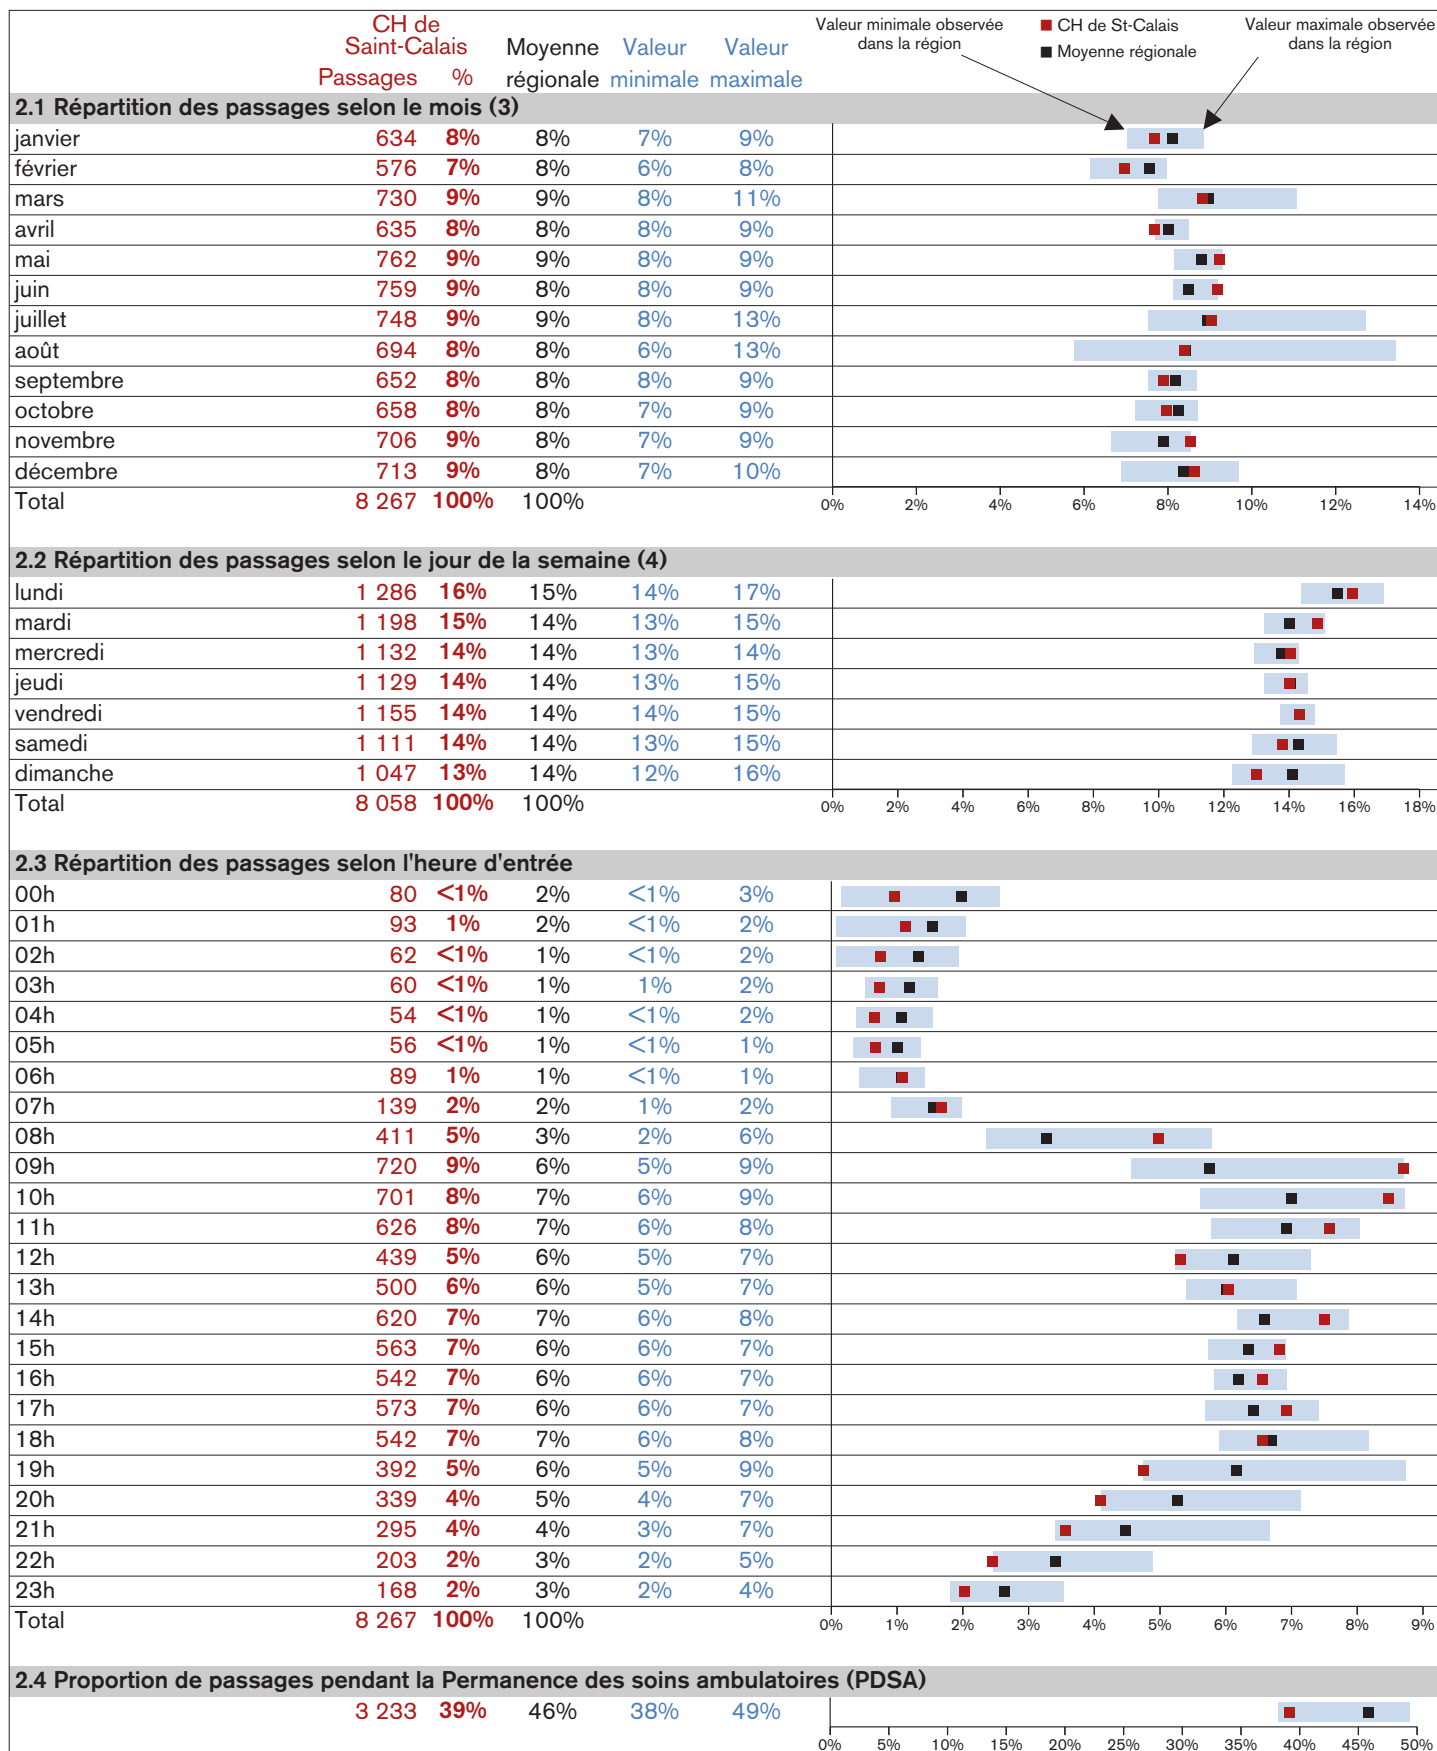 CH de Saint-Calais Moyenne régionale Valeur minimale Valeur maximale
Passages %
Valeur minimale observée dans la région
CH de St-Calais
Moyenne régionale
Valeur maximale observée dans la région
2.1 Répartition des passages selon le mois (3)
janvier 634 8% 8% 7% 9%
février 576 7% 8% 6% 8%
mars 730 9% 9% 8% 11%
avril 635 8% 8% 8% 9%
mai 762 9% 9% 8% 9%
juin 759 9% 8% 8% 9%
juillet 748 9% 9% 8% 13%
août 694 8% 8% 6% 13%
septembre 652 8% 8% 8% 9%
octobre 658 8% 8% 7% 9%
novembre 706 9% 8% 7% 9%
décembre 713 9% 8% 7% 10%
Total 8 267 100% 100%
0% 2% 4% 6% 8% 10% 12% 14%
2.2 Répartition des passages selon le jour de la semaine (4)
lundi 1 286 16% 15% 14% 17%
mardi 1 198 15% 14% 13% 15%
mercredi 1 132 14% 14% 13% 14%
jeudi 1 129 14% 14% 13% 15%
vendredi 1 155 14% 14% 14% 15%
samedi 1 111 14% 14% 13% 15%
dimanche 1 047 13% 14% 12% 16%
Total 8 058 100% 100%
0% 2% 4% 6% 8% 10% 12% 14% 16% 18%
2.3 Répartition des passages selon l'heure d'entrée
00h 80 <1% 2% <1% 3%
01h 93 1% 2% <1% 2%
02h 62 <1% 1% <1% 2%
03h 60 <1% 1% 1% 2%
04h 54 <1% 1% <1% 2%
05h 56 <1% 1% <1% 1%
06h 89 1% 1% <1% 1%
07h 139 2% 2% 1% 2%
08h 411 5% 3% 2% 6%
09h 720 9% 6% 5% 9%
10h 701 8% 7% 6% 9%
11h 626 8% 7% 6% 8%
12h 439 5% 6% 5% 7%
13h 500 6% 6% 5% 7%
14h 620 7% 7% 6% 8%
15h 563 7% 6% 6% 7%
16h 542 7% 6% 6% 7%
17h 573 7% 6% 6% 7%
18h 542 7% 7% 6% 8%
19h 392 5% 6% 5% 9%
20h 339 4% 5% 4% 7%
21h 295 4% 4% 3% 7%
22h 203 2% 3% 2% 5%
23h 168 2% 3% 2% 4%
Total 8 267 100% 100%
0% 1% 2% 3% 4% 5% 6% 7% 8% 9%
2.4 Proportion de passages pendant la Permanence des soins ambulatoires (PDSA)
3 233 39% 46% 38% 49%
0% 5% 10% 15% 20% 25% 30% 35% 40% 45% 50%